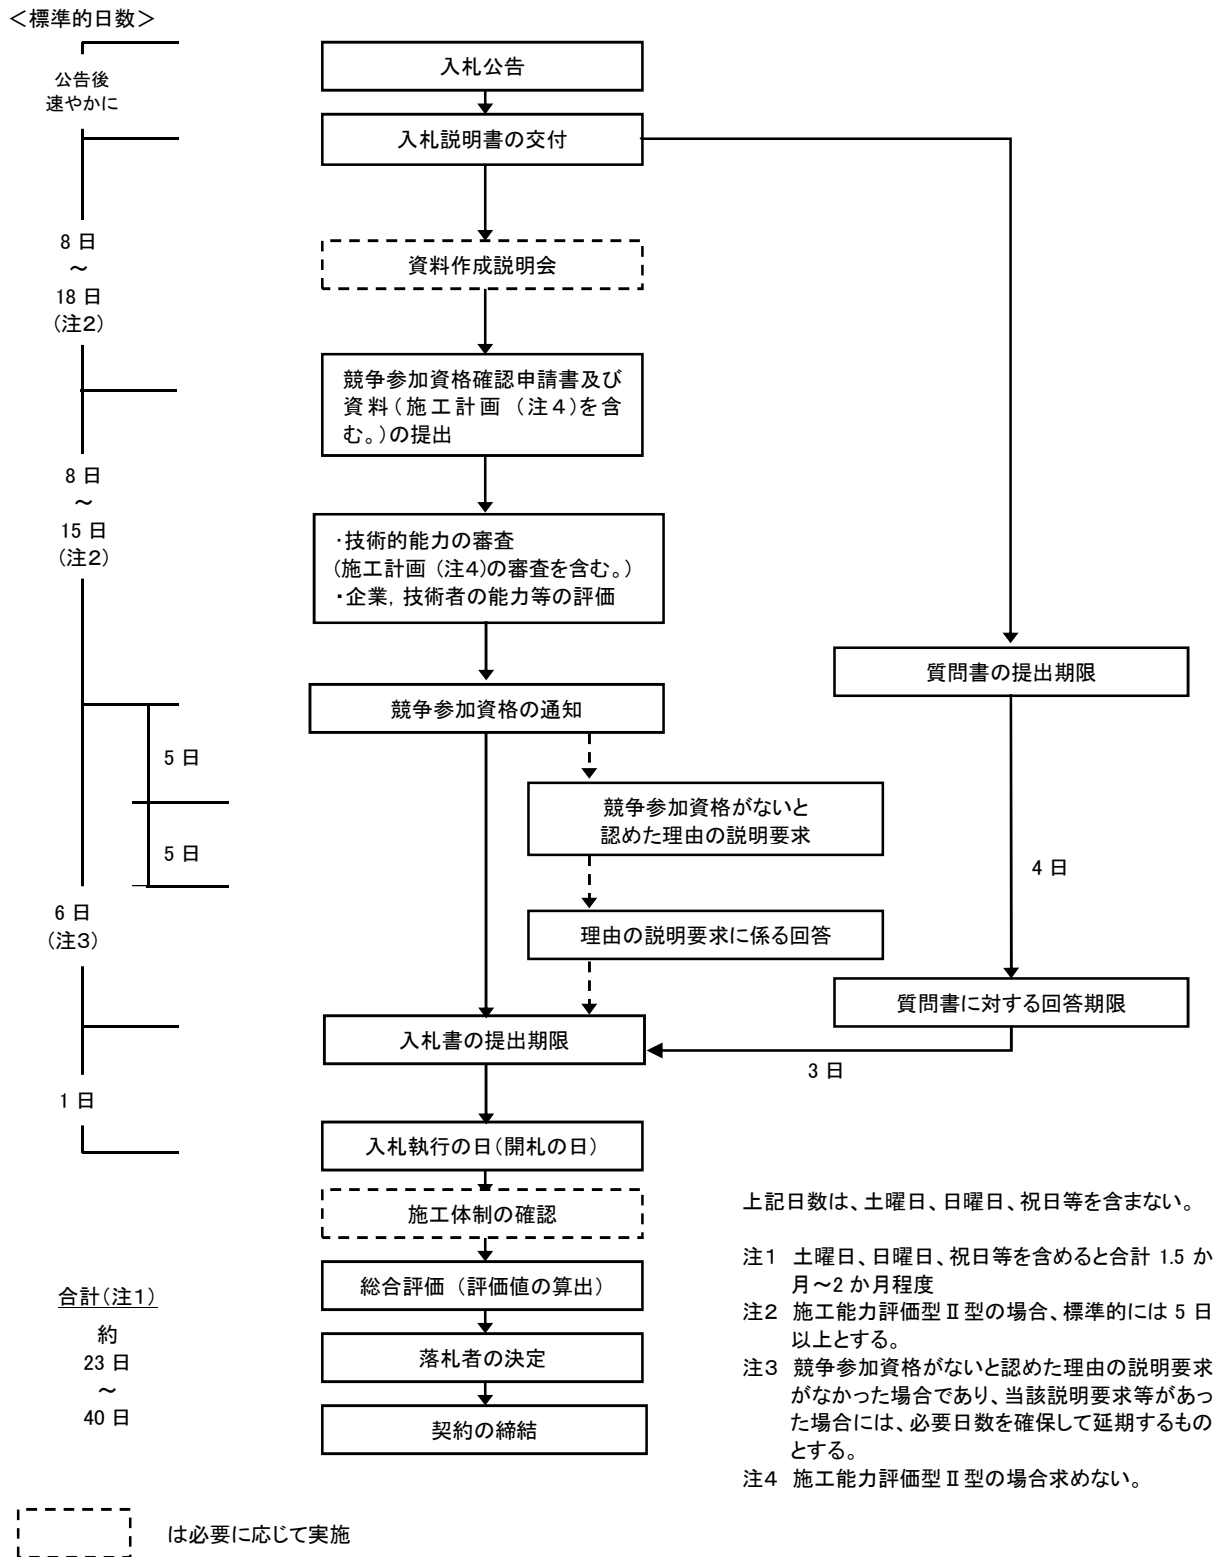 ＜標準的日数＞
公告後
速やかに
8 日
～
18 日
(注2)
8 日
～
15 日
(注2)
5 日
5 日
6 日
(注3)
1 日
合計(注1)
約
23 日
～
40 日
入札公告
入札説明書の交付
資料作成説明会
競争参加資格確認申請書及び
資料(施工計画 (注4)を含
む。)の提出
・技術的能力の審査
(施工計画 (注4)の審査を含む。)
・企業，技術者の能力等の評価
競争参加資格の通知
競争参加資格がないと
認めた理由の説明要求
理由の説明要求に係る回答
質問書の提出期限
4 日
質問書に対する回答期限
3 日
入札書の提出期限
入札執行の日(開札の日)
施工体制の確認
総合評価 (評価値の算出)
落札者の決定
契約の締結
上記日数は、土曜日、日曜日、祝日等を含まない。
注1 土曜日、日曜日、祝日等を含めると合計 1.5 か
月～2 か月程度
注2 施工能力評価型Ⅱ型の場合、標準的には 5 日
以上とする。
注3 競争参加資格がないと認めた理由の説明要求
がなかった場合であり、当該説明要求等があっ
た場合には、必要日数を確保して延期するもの
とする。
注4 施工能力評価型Ⅱ型の場合求めない。
は必要に応じて実施